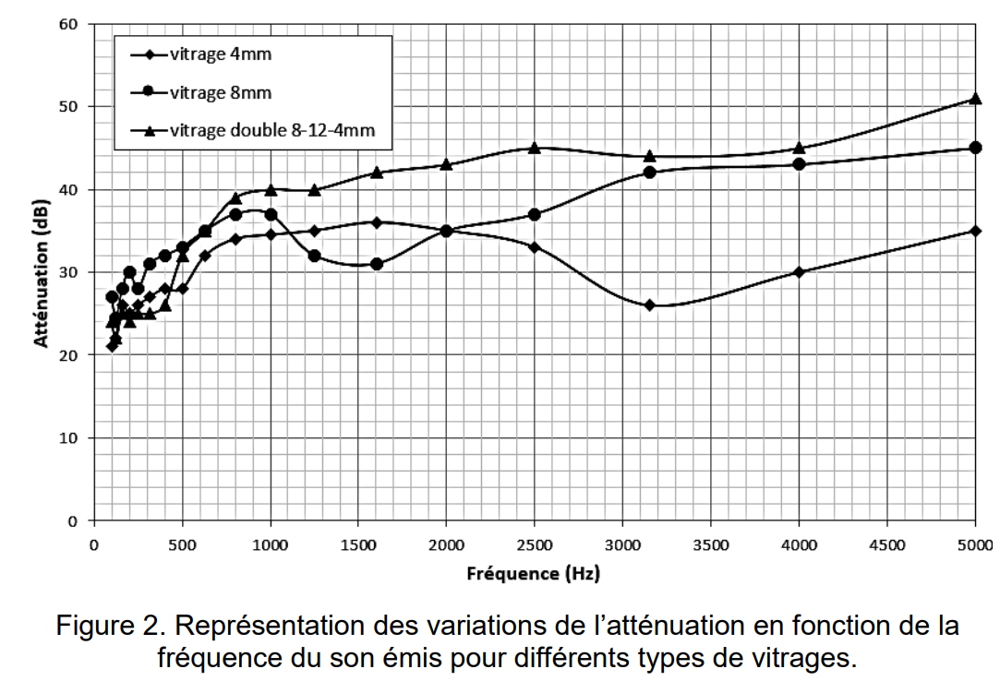 60
50
40
30
20
10
0
Atténuation (dB)
vitrage 4mm
vitrage 8mm
vitrage double 8-12-4mm
0 500 1000 1500 2000 2500 3000 3500 4000 4500 5000
Fréquence (Hz)
Figure 2. Représentation des variations de l’atténuation en fonction de la
fréquence du son émis pour différents types de vitrages.